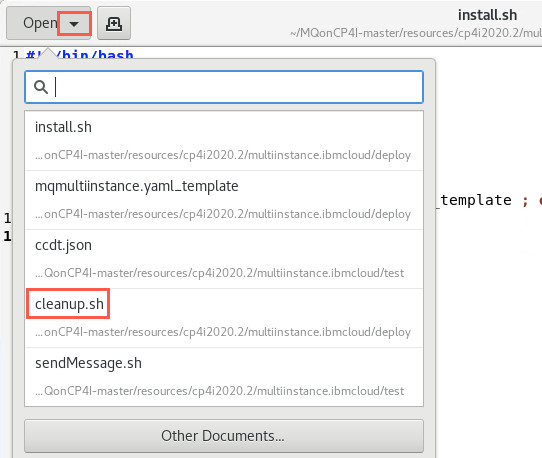 Open
install.sh
~/MQonCP4I-master/resources/cp4i2020.2/mul
1 #!/bin/bash
install.sh
...onCP4I-master/resources/cp4i2020.2/multiinstance.ibmcloud/deploy
mqmultiinstance.yaml_template
...onCP4I-master/resources/cp4i2020.2/multiinstance.ibmcloud/deploy
_template ; c
1
ccdt.json
1
...QonCP4I-master/resources/cp4i2020.2/multiinstance.ibmcloud/test
cleanup.sh
...onCP4I-master/resources/cp4i2020.2/multiinstance.ibmcloud/deploy
sendMessage.sh
...QonCP4I-master/resources/cp4i2020.2/multiinstance.ibmcloud/test
Other Documents...